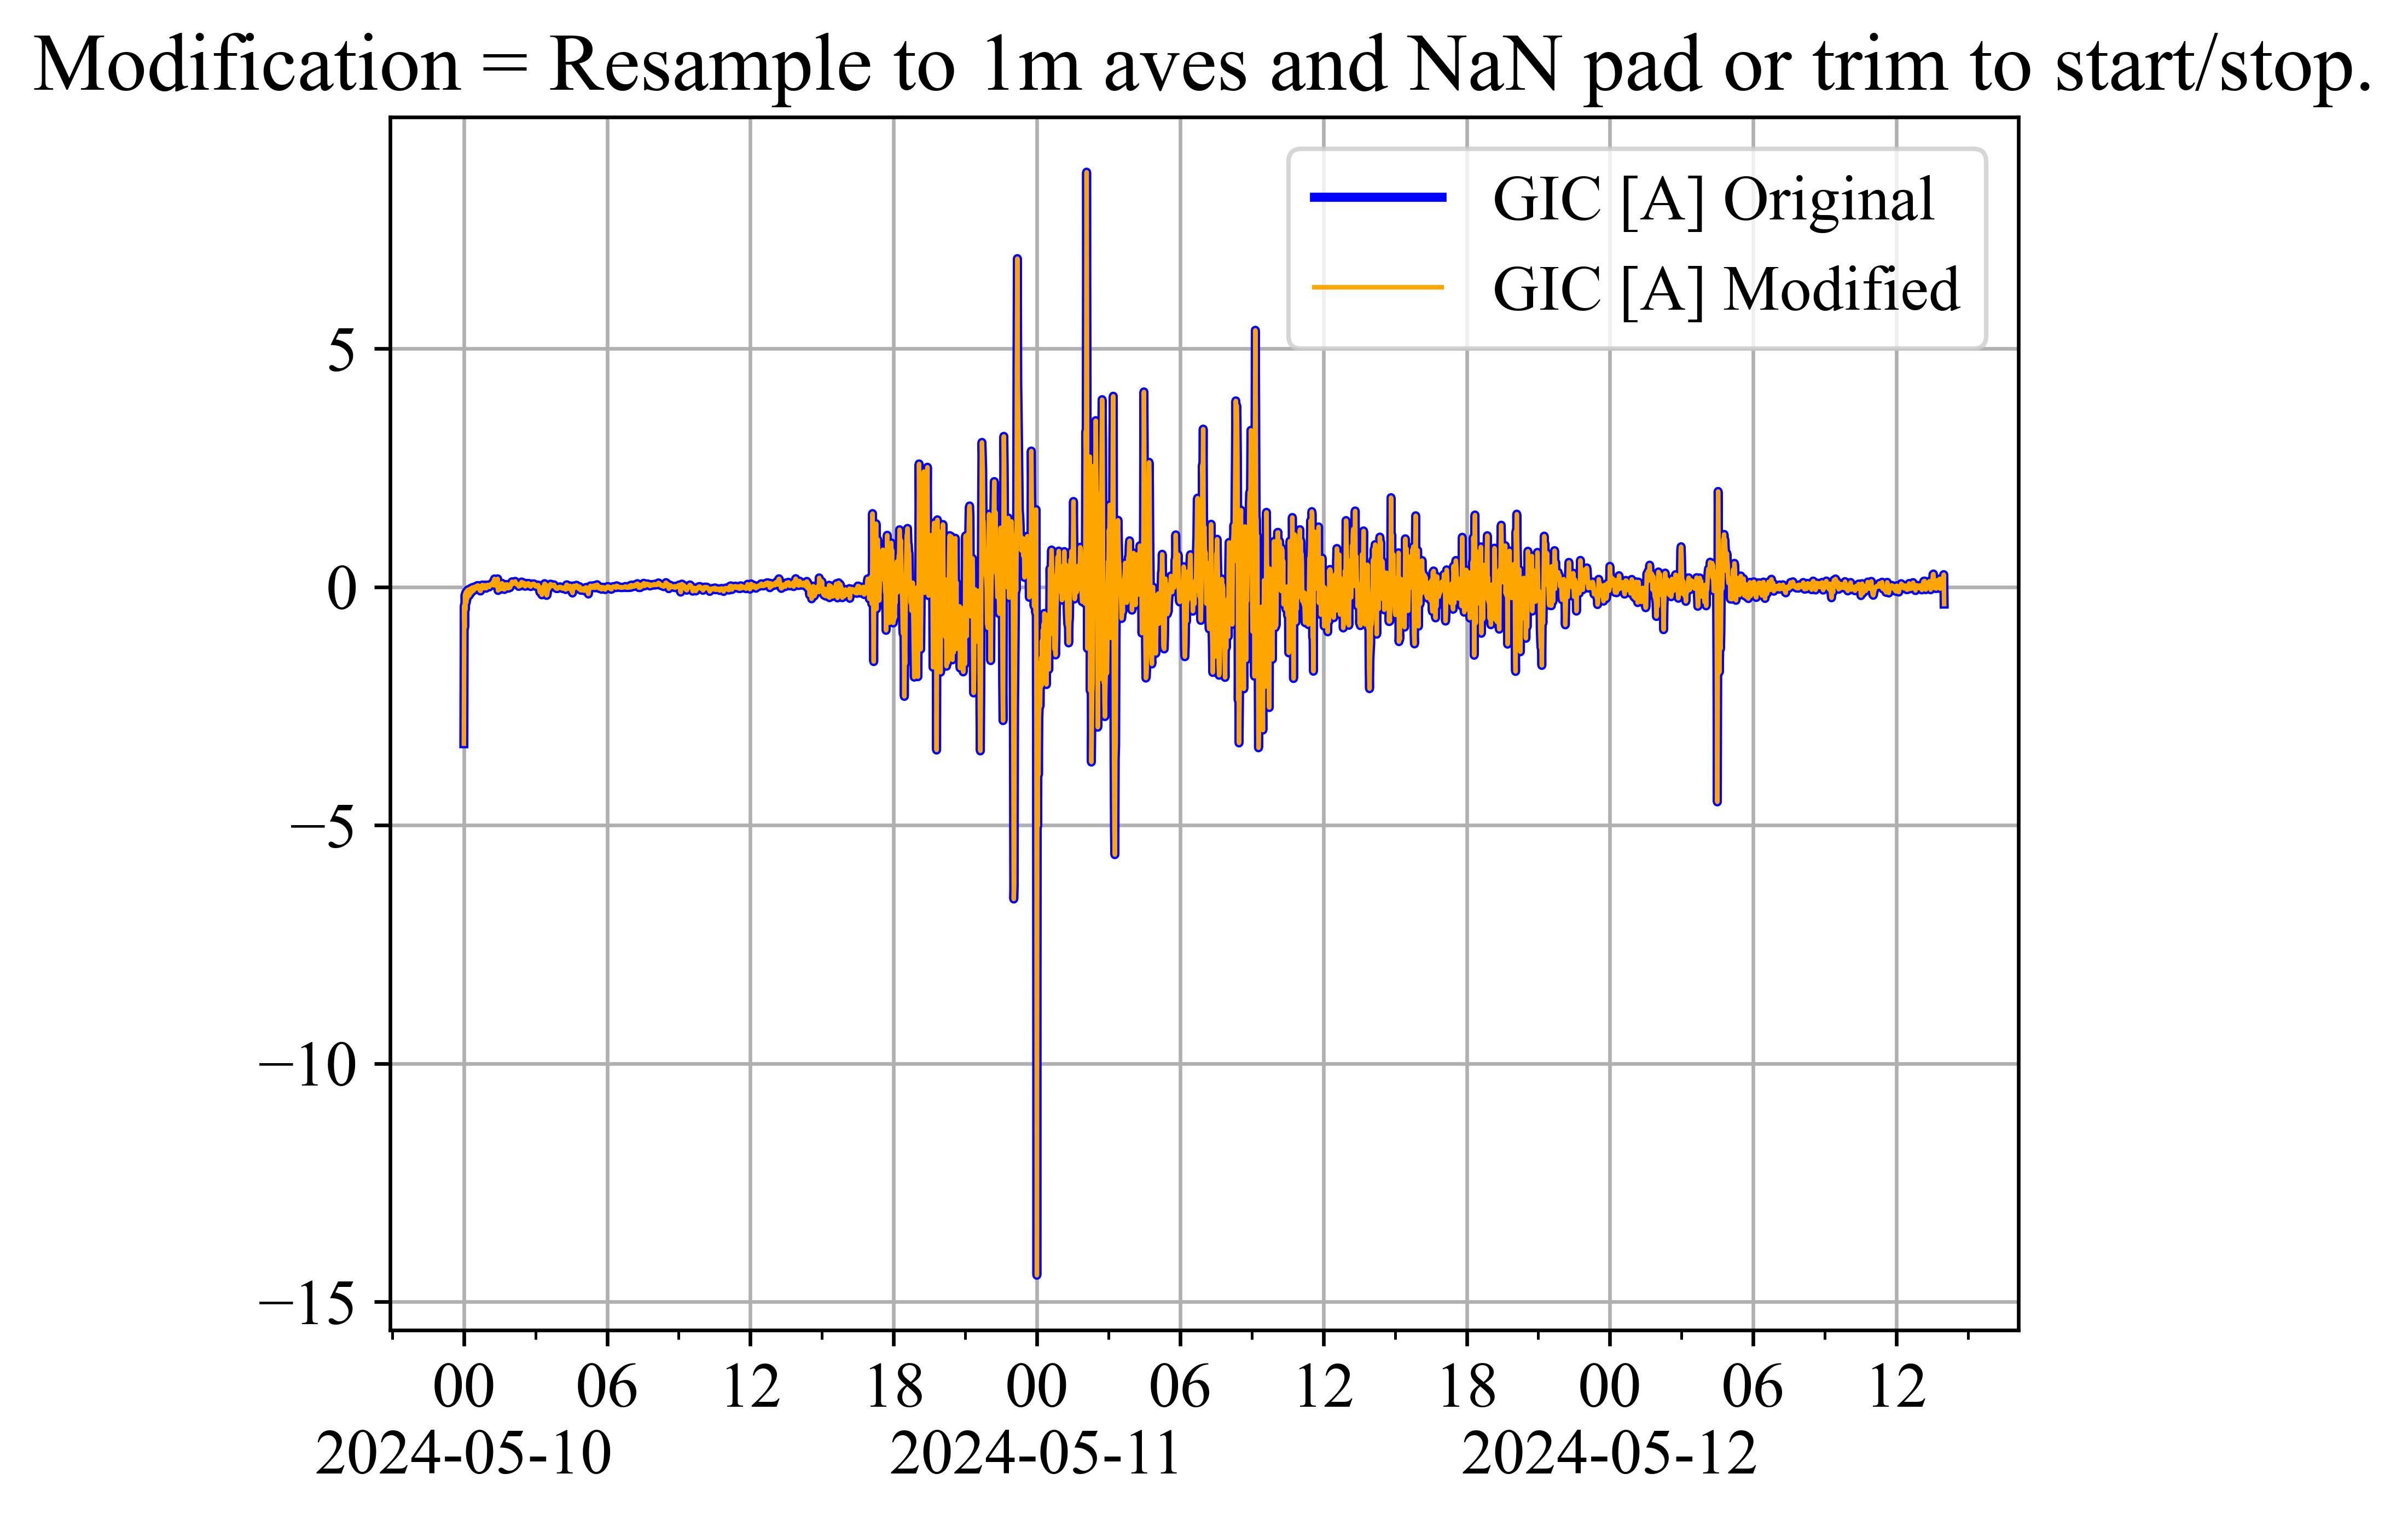 Modification = Resample to 1m aves and NaN pad or trim to start/stop.
GIC [A] Original
GIC [A] Modified
5
0
−5
−10
−15
00 06 12 18 00 06 12 18 00 06 12
2024-05-10 2024-05-11 2024-05-12